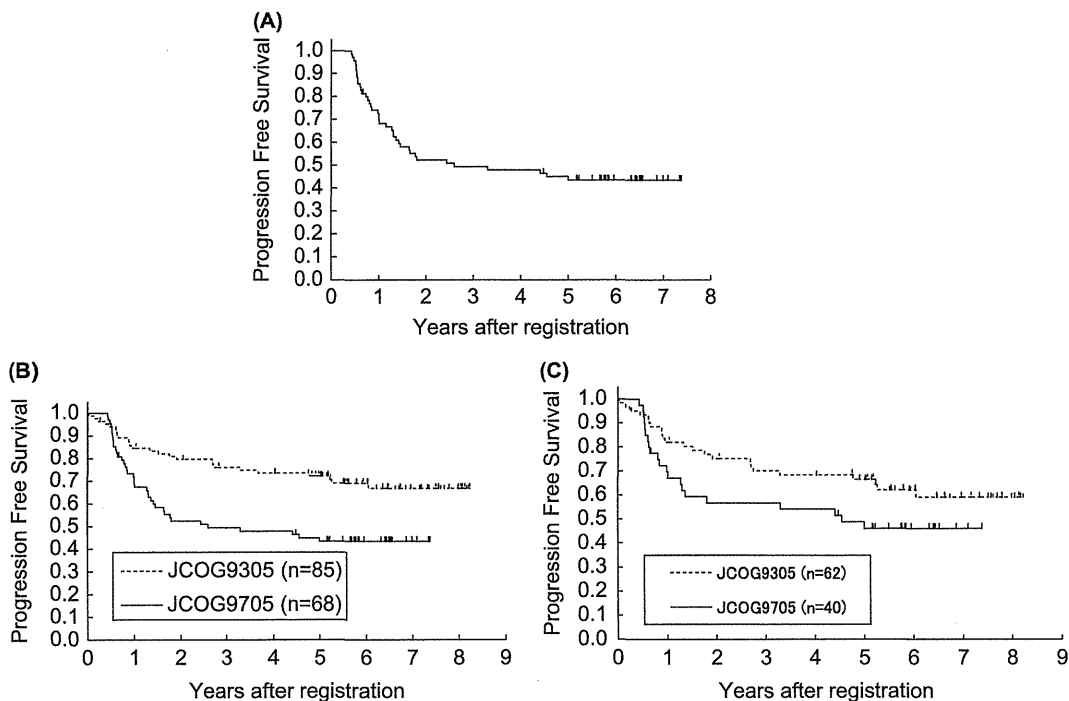 (A)
Progression Free Survival
1.0
0.9
0.8
0.7
0.6
0.5
0.4
0.3
0.2
0.1
0.0
0 1 2 3 4 5 6 7 8
Years after registration
(B)
Progression Free Survival
1.0
0.9
0.8
0.7
0.6
0.5
0.4
0.3
0.2
0.1
0.0
JCOG9305 (n=85)
JCOG9705 (n=68)
0 1 2 3 4 5 6 7 8 9
Years after registration
(C)
Progression Free Survival
1.0
0.9
0.8
0.7
0.6
0.5
0.4
0.3
0.2
0.1
0.0
JCOG9305 (n=62)
JCOG9705 (n=40)
0 1 2 3 4 5 6 7 8 9
Years after registration